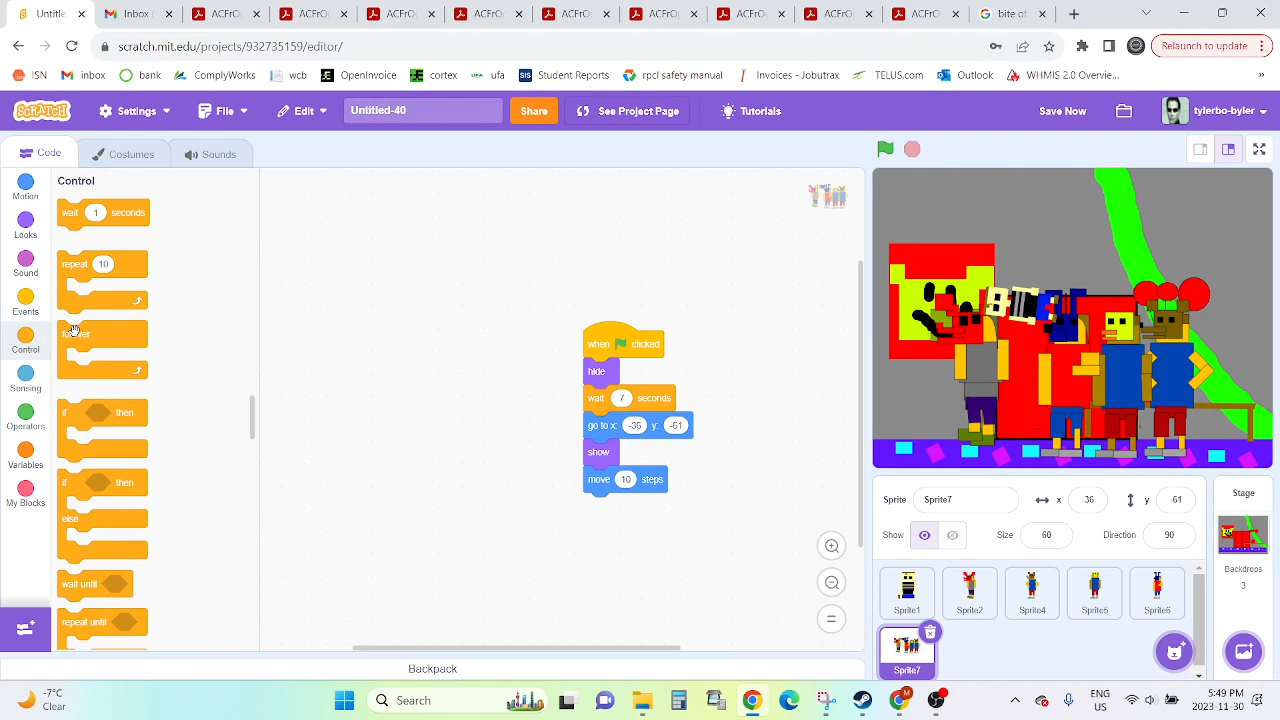 Untitle
Inbox
ACFro
ACFro
ACFro
ACFro
ACFro
ACFro
ACFro
ACFro
ACFro
bite of
scratch.mit.edu/projects/932735159/editor/
Relaunch to update
ISN
inbox
bank
ComplyWorks
wcb
OpenInvoice
cortex
ufa
SIS
Student Reports
rpcl safety manual
Invoices - Jobutrax
TELUS.com
Outlook
WHMIS 2.0 Newalta...
SCRATCH
Settings
File
Edit
Untitled-40
Share
See Project Page
Tutorials
Save Now
tylerbo-byler
Code
Costumes
Sounds
Motion
Looks
Sound
Events
Control
Sensing
Operators
Variables
My Blocks
Control
wait 1 seconds
repeat 10
forever
if then
if then
else
wait until
repeat until
when clicked
hide
wait 7 seconds
go to x: -36 y: -61
show
move 10 steps
Sprite Sprite7 x -36 y -61
Show Size 60 Direction 90
Sprite1
Sprite2
Sprite4
Sprite5
Sprite6
Sprite7
Stage
Backdrops
3
Backpack
-7°C
Clear
Search
ENG
US
5:49 PM
2023-11-30